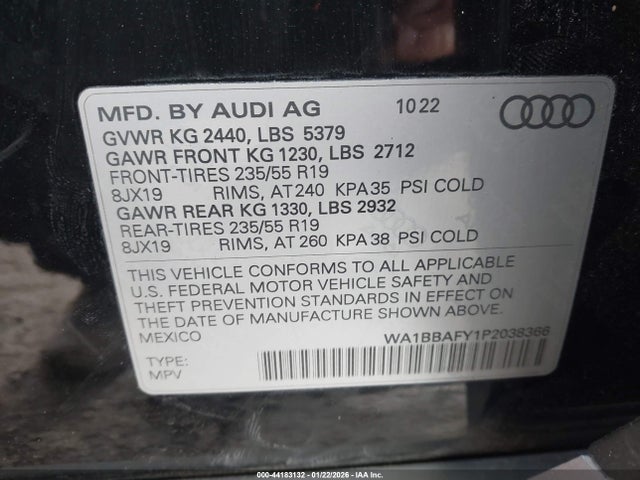 MFD. BY AUDI AG 10 22
GVWR KG 2440, LBS 5379
GAWR FRONT KG 1230, LBS 2712
FRONT-TIRES 235/55 R19
8JX19 RIMS, AT 240 KPA 35 PSI COLD
GAWR REAR KG 1330, LBS 2932
REAR-TIRES 235/55 R19
8JX19 RIMS, AT 260 KPA 38 PSI COLD
THIS VEHICLE CONFORMS TO ALL APPLICABLE
U.S. FEDERAL MOTOR VEHICLE SAFETY AND
THEFT PREVENTION STANDARDS IN EFFECT ON
THE DATE OF MANUFACTURE SHOWN ABOVE.
MEXICO WA1BBAFY1P2038366
TYPE:
MPV
000-44183132 - 01/22/2026 - IAA Inc.